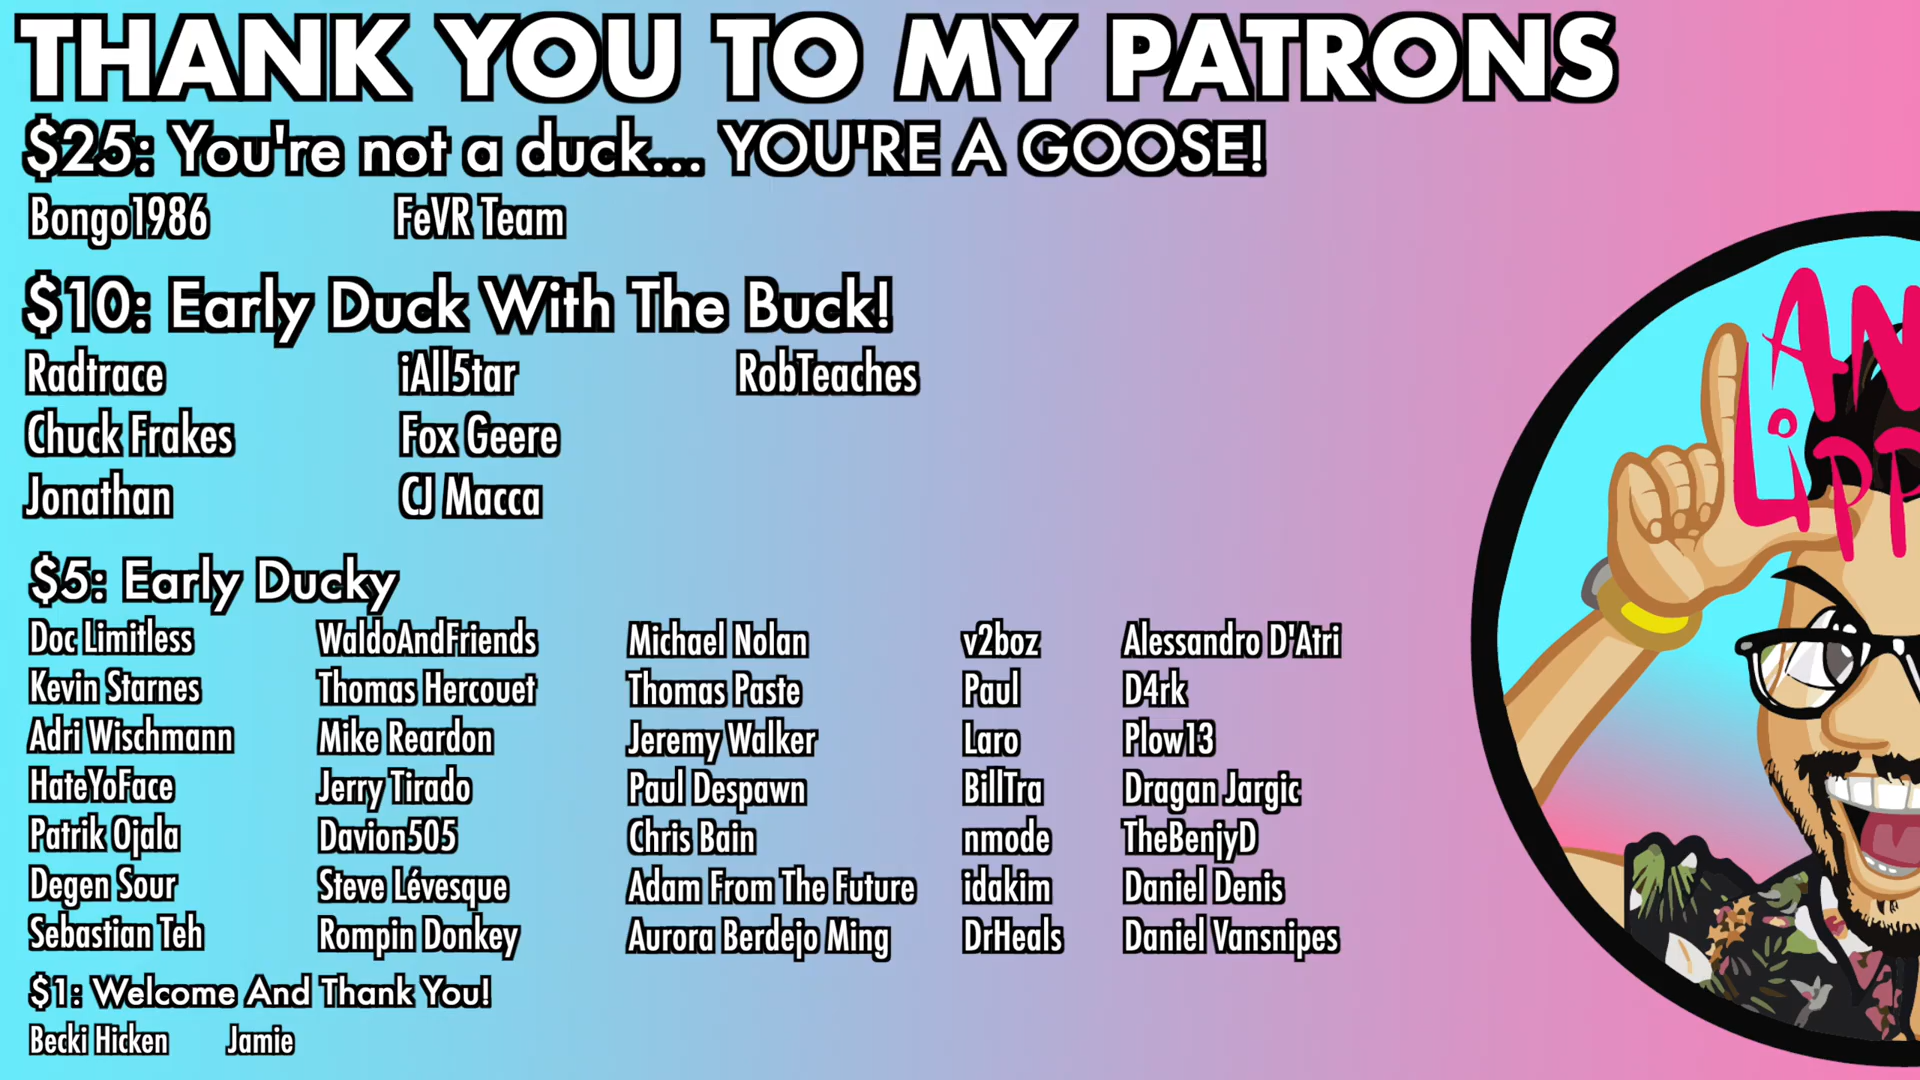 THANK YOU TO MY PATRONS
$25: You're not a duck... YOU'RE A GOOSE!
Bongo1986 FeVR Team
$10: Early Duck With The Buck!
Radtrace iAll5tar RobTeaches
Chuck Frakes Fox Geere
Jonathan CJ Macca
$5: Early Ducky
Doc Limitless WaldoAndFriends Michael Nolan v2boz Alessandro D'Atri
Kevin Starnes Thomas Hercouet Thomas Paste Paul D4rk
Adri Wischmann Mike Reardon Jeremy Walker Laro Plow13
HateYoFace Jerry Tirado Paul Despawn BillTra Dragan Jargic
Patrik Ojala Davion505 Chris Bain nmode TheBenjyD
Degen Sour Steve Lévesque Adam From The Future idakim Daniel Denis
Sebastian Teh Rompin Donkey Aurora Berdejo Ming DrHeals Daniel Vansnipes
$1: Welcome And Thank You!
Becki Hicken Jamie